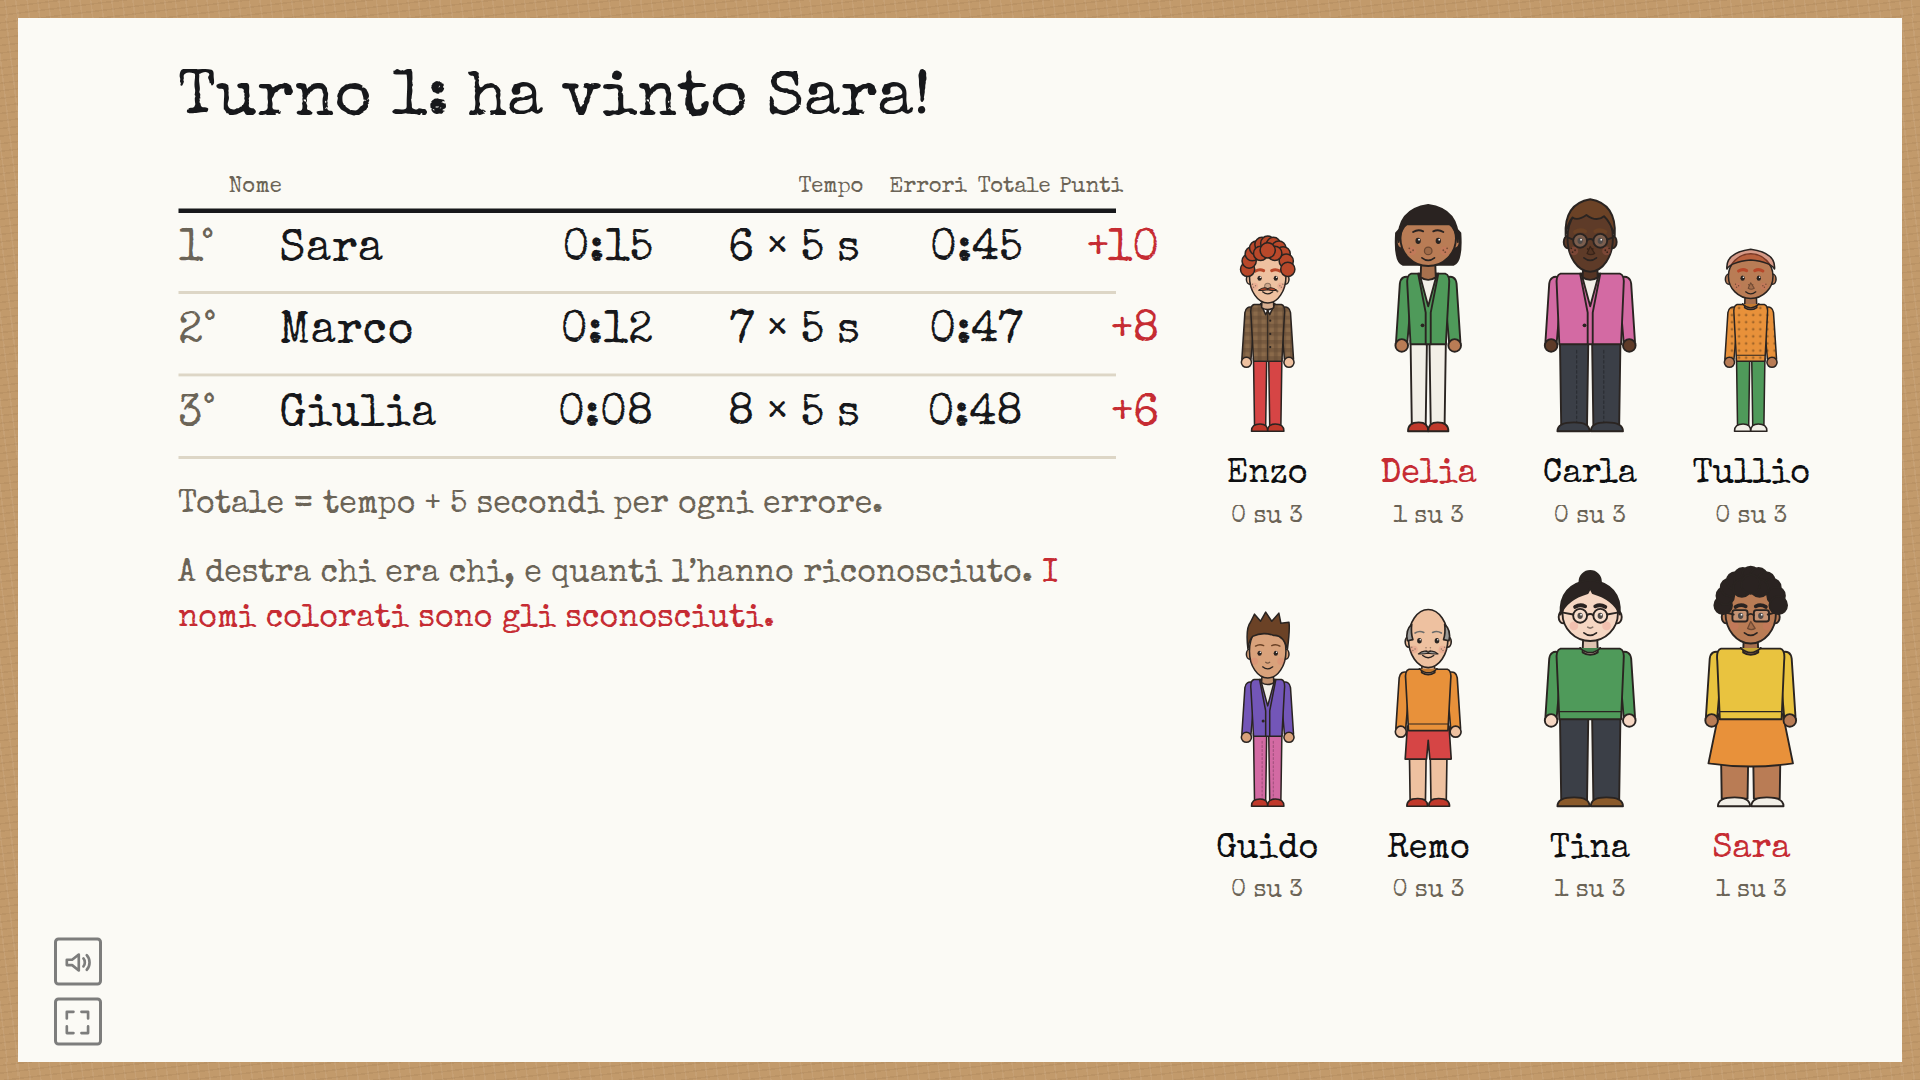 Turno 1: ha vinto Sara!
Nome Tempo Errori Totale Punti
1° Sara 0:15 6 × 5 s 0:45 +10
2° Marco 0:12 7 × 5 s 0:47 +8
3° Giulia 0:08 8 × 5 s 0:48 +6
Totale = tempo + 5 secondi per ogni errore.
A destra chi era chi, e quanti l’hanno riconosciuto. I
nomi colorati sono gli sconosciuti.
Enzo Delia Carla Tullio
0 su 3 1 su 3 0 su 3 0 su 3
Guido Remo Tina Sara
0 su 3 0 su 3 1 su 3 1 su 3